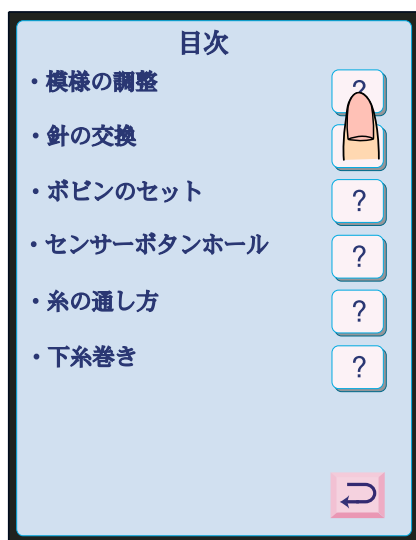 目次
・模様の調整 ?
・針の交換
・ボビンのセット ?
・センサーボタンホール ?
・糸の通し方 ?
・下糸巻き ?